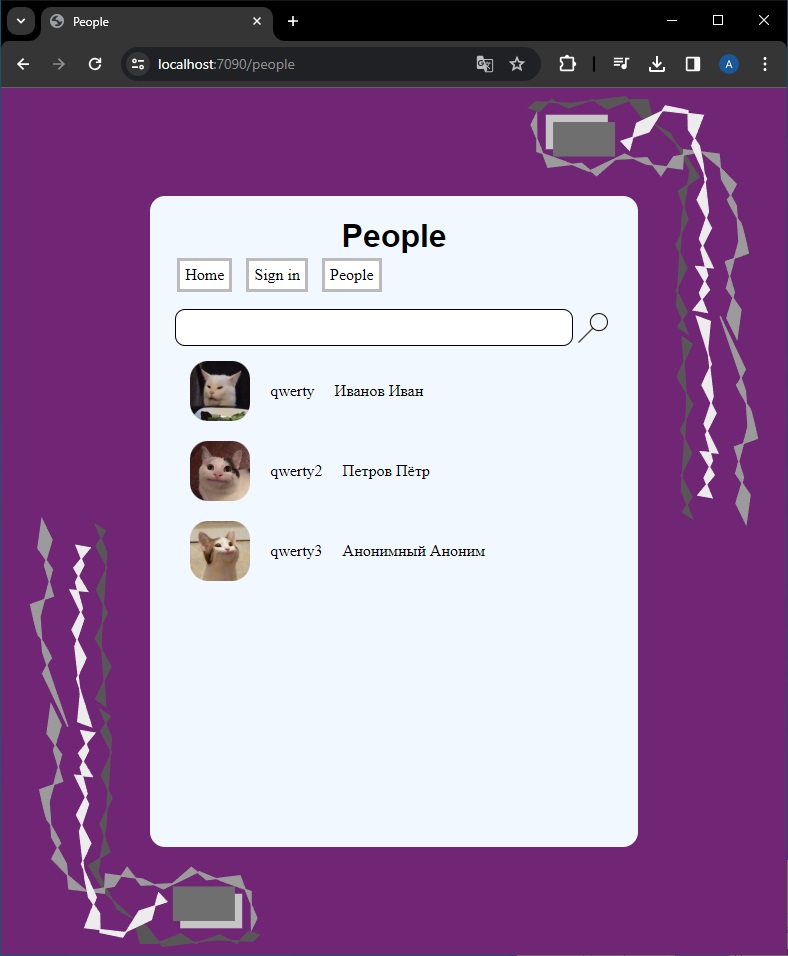 People
localhost:7090/people
A
People
Home Sign in People
qwerty Иванов Иван
qwerty2 Петров Пётр
qwerty3 Анонимный Аноним